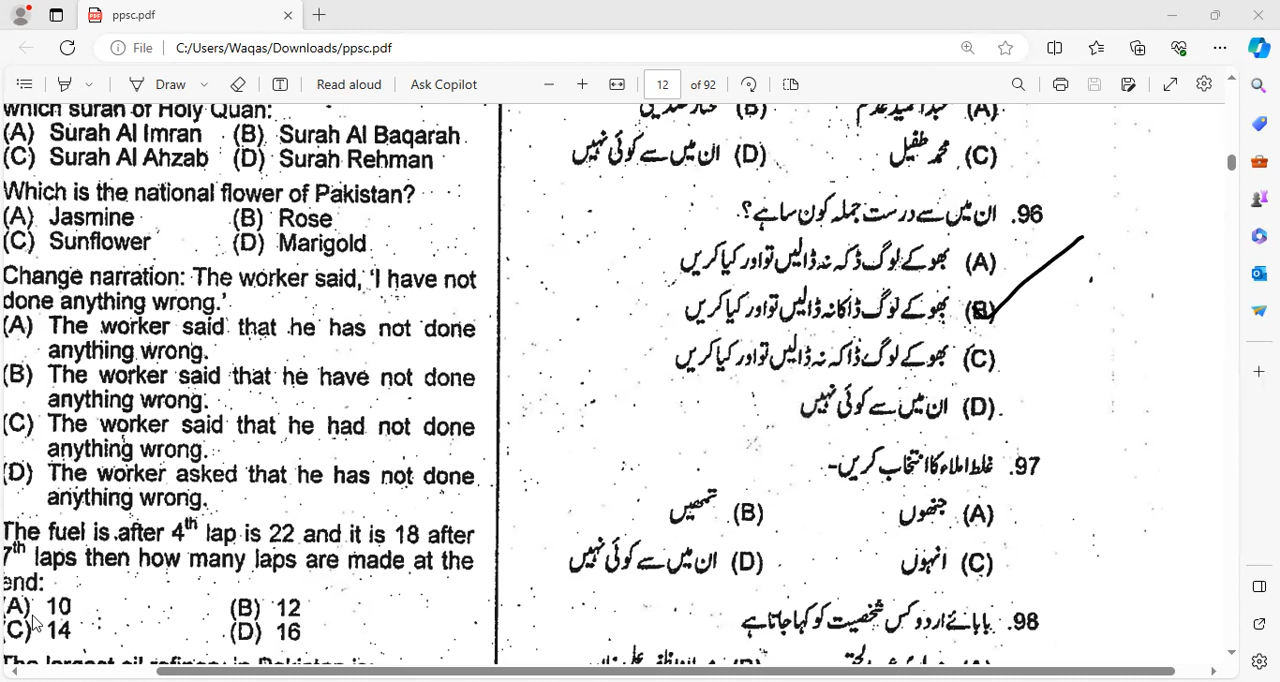 ppsc.pdf
File
C:/Users/Waqas/Downloads/ppsc.pdf
Draw
Read aloud
Ask Copilot
12
of 92
which surah of Holy Quan:
(A) Surah Al Imran (B) Surah Al Baqarah
(C) Surah Al Ahzab (D) Surah Rehman
Which is the national flower of Pakistan?
(A) Jasmine (B) Rose
(C) Sunflower (D) Marigold
Change narration: The worker said, 'I have not
done anything wrong.'
(A) The worker said that he has not done
anything wrong.
(B) The worker said that he have not done
anything wrong.
(C) The worker said that he had not done
anything wrong.
(D) The worker asked that he has not done
anything wrong.
The fuel is after 4th lap is 22 and it is 18 after
7th laps then how many laps are made at the
end:
(A) 10 (B) 12
(C) 14 (D) 16
The largest oil refinery in Pakistan is:
(A) (B)
(C) محمد طفیل (D) ان میں سے کوئی نہیں
96. ان میں سے درست جملہ کون سا ہے؟
(A) بھوکے لوگ ڈکہ نہ ڈالیں تو اور کیا کریں
(B) بھوکے لوگ ڈاکا نہ ڈالیں تو اور کیا کریں
(C) بھوکے لوگ ڈاکہ نہ ڈالیں تو اور کیا کریں
(D) ان میں سے کوئی نہیں
97. غلط املاء کا انتخاب کریں-
(A) جنھوں (B) تمھیں
(C) انہوں (D) ان میں سے کوئی نہیں
98. بابائے اردو کس شخصیت کو کہا جاتا ہے